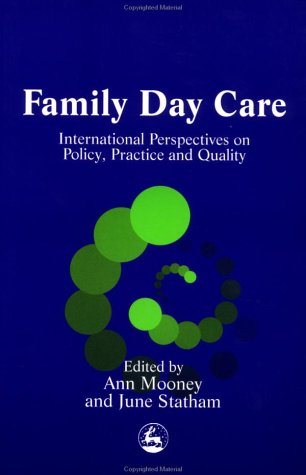 Family Day Care
International Perspectives on
Policy, Practice and Quality
Edited by
Ann Mooney
and June Statham